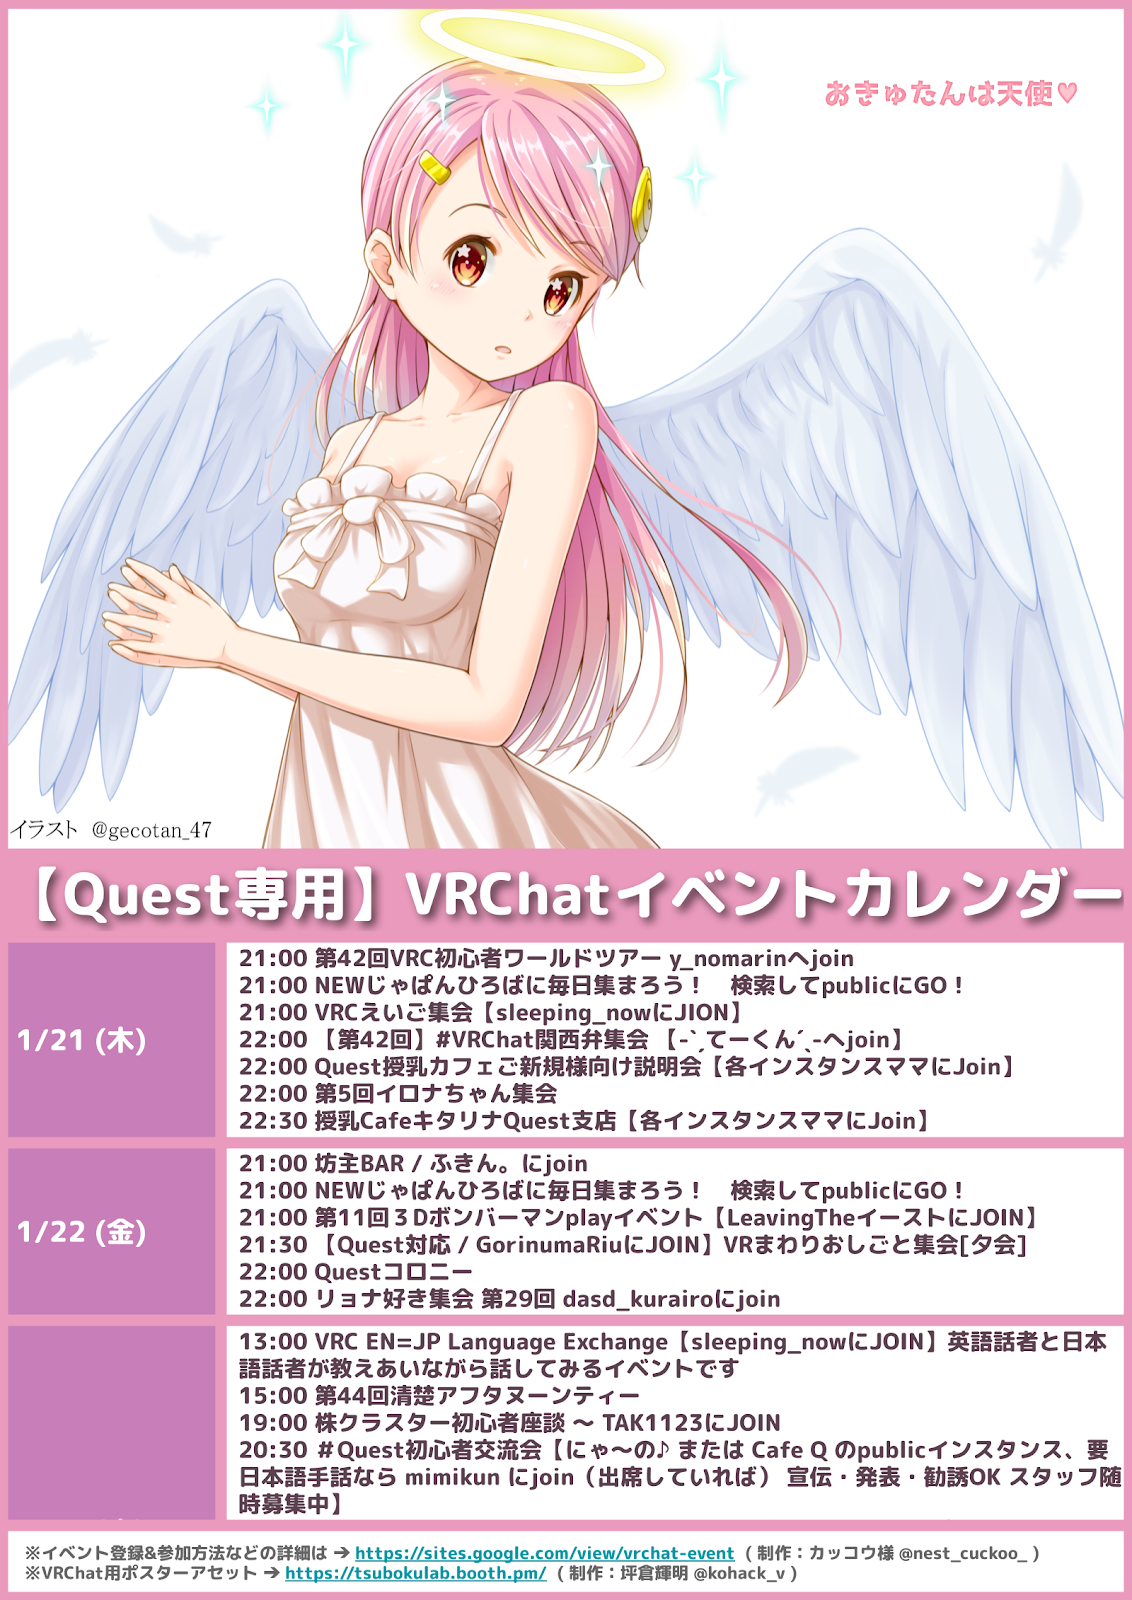 おきゅたんは天使♥
イラスト @gecotan_47
【Quest専用】VRChatイベントカレンダー
1/21 (木)
21:00 第42回VRC初心者ワールドツアー y_nomarinへjoin
21:00 NEWじゃぱんひろばに毎日集まろう！　検索してpublicにGO！
21:00 VRCえいご集会【sleeping_nowにJION】
22:00 【第42回】#VRChat関西弁集会 【-`ˏてーくん´ˎ-へjoin】
22:00 Quest授乳カフェご新規様向け説明会【各インスタンスママにJoin】
22:00 第5回イロナちゃん集会
22:30 授乳CafeキタリナQuest支店【各インスタンスママにJoin】
1/22 (金)
21:00 坊主BAR / ふきん。にjoin
21:00 NEWじゃぱんひろばに毎日集まろう！　検索してpublicにGO！
21:00 第11回３Dボンバーマンplayイベント【LeavingTheイーストにJOIN】
21:30 【Quest対応 / GorinumaRiuにJOIN】VRまわりおしごと集会[夕会]
22:00 Questコロニー
22:00 リョナ好き集会 第29回 dasd_kurairoにjoin
13:00 VRC EN=JP Language Exchange【sleeping_nowにJOIN】英語話者と日本
語話者が教えあいながら話してみるイベントです
15:00 第44回清楚アフタヌーンティー
19:00 株クラスター初心者座談 ～ TAK1123にJOIN
20:30 ＃Quest初心者交流会【にゃ～の♪ または Cafe Q のpublicインスタンス、要
日本語手話なら mimikun にjoin（出席していれば） 宣伝・発表・勧誘OK スタッフ随
時募集中】
※イベント登録&参加方法などの詳細は → https://sites.google.com/view/vrchat-event （ 制作：カッコウ様 @nest_cuckoo_ ）
※VRChat用ポスターアセット → https://tsubokulab.booth.pm/ （ 制作：坪倉輝明 @kohack_v ）